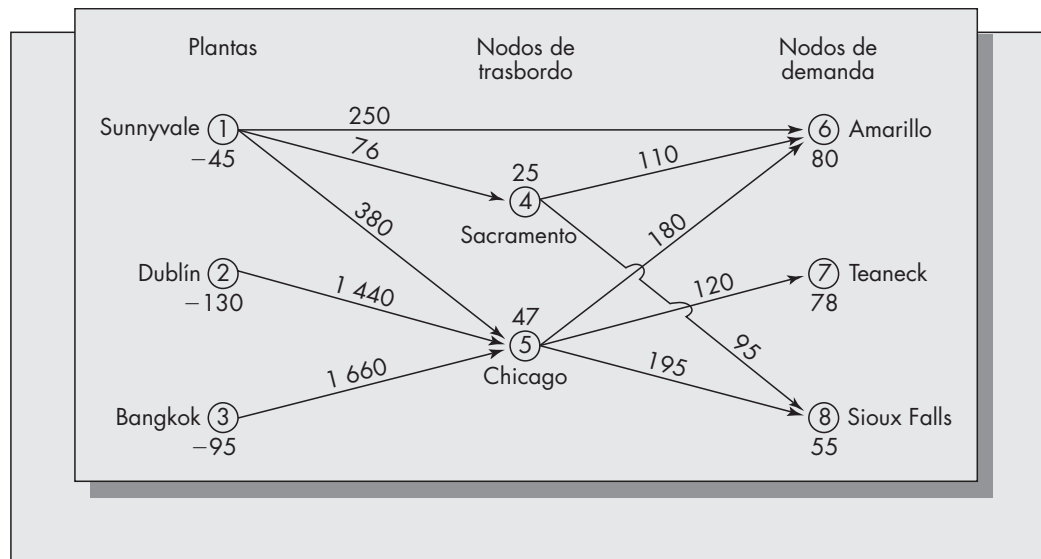 Plantas
Nodos de
trasbordo
Nodos de
demanda
Sunnyvale 1
−45
250
76
380
6 Amarillo
80
25
4
Sacramento
110
180
Dublín 2
−130
1 440
120
7 Teaneck
78
47
5
Chicago
95
1 660
195
Bangkok 3
−95
8 Sioux Falls
55